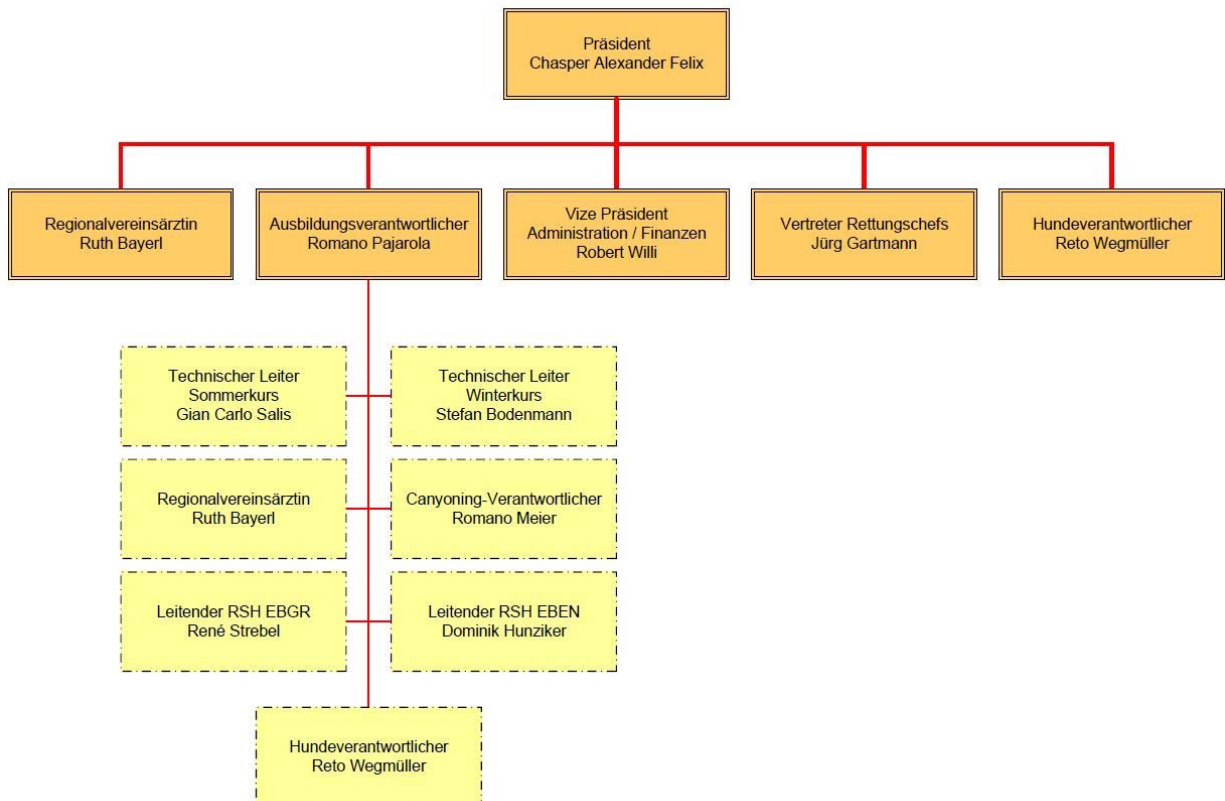 Präsident
Chasper Alexander Felix
Regionalvereinsärztin
Ruth Bayerl
Ausbildungsverantwortlicher
Romano Pajarola
Vize Präsident
Administration / Finanzen
Robert Willi
Vertreter Rettungschefs
Jürg Gartmann
Hundeverantwortlicher
Reto Wegmüller
Technischer Leiter
Sommerkurs
Gian Carlo Salis
Technischer Leiter
Winterkurs
Stefan Bodenmann
Regionalvereinsärztin
Ruth Bayerl
Canyoning-Verantwortlicher
Romano Meier
Leitender RSH EBGR
René Strebel
Leitender RSH EBEN
Dominik Hunziker
Hundeverantwortlicher
Reto Wegmüller